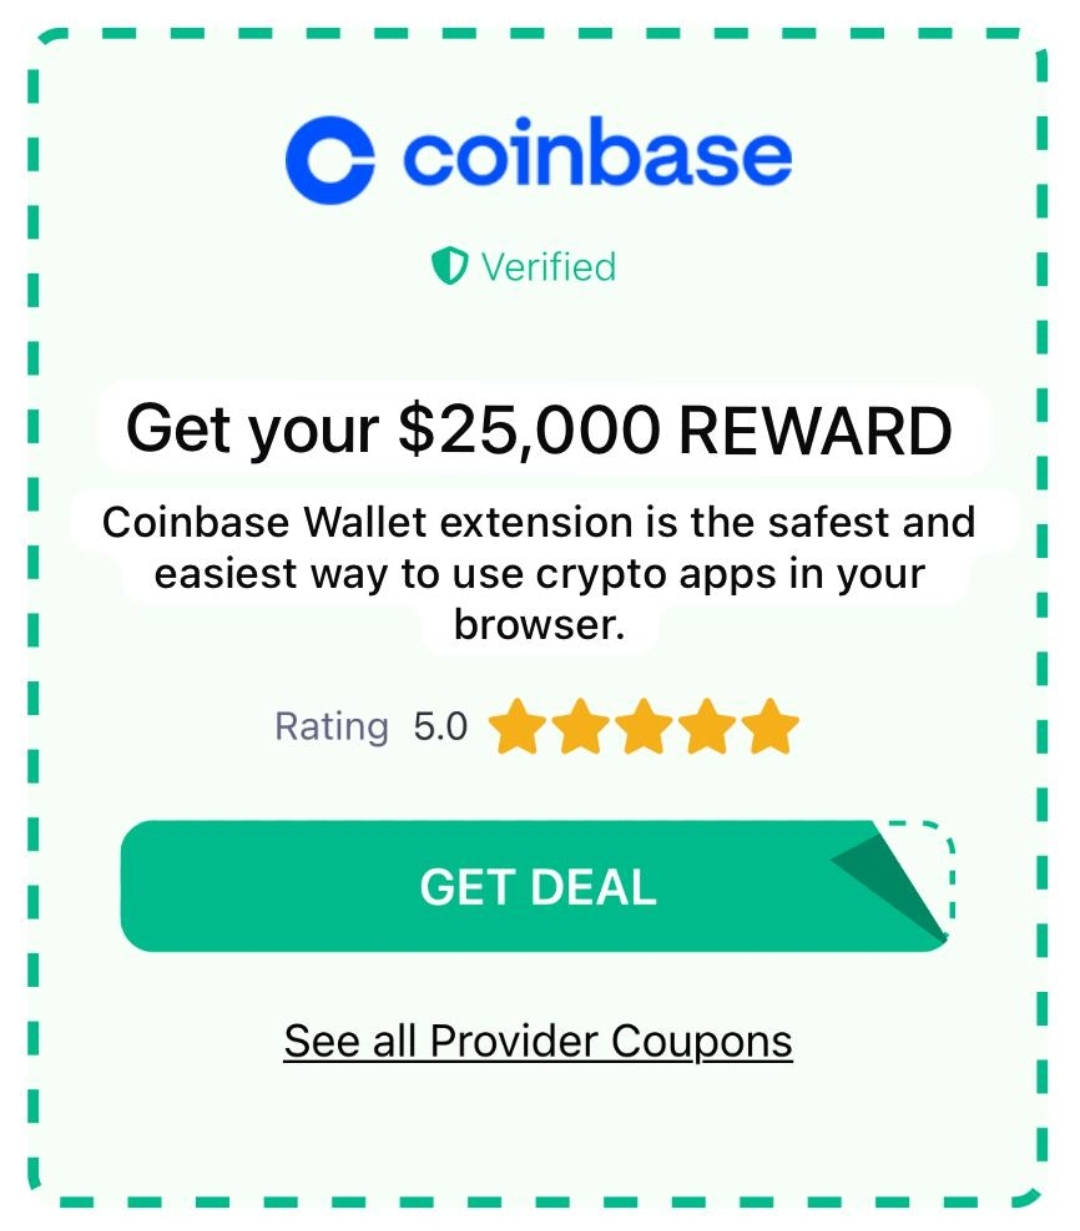 coinbase
Verified
Get your $25,000 REWARD
Coinbase Wallet extension is the safest and
easiest way to use crypto apps in your
browser.
Rating 5.0
GET DEAL
See all Provider Coupons